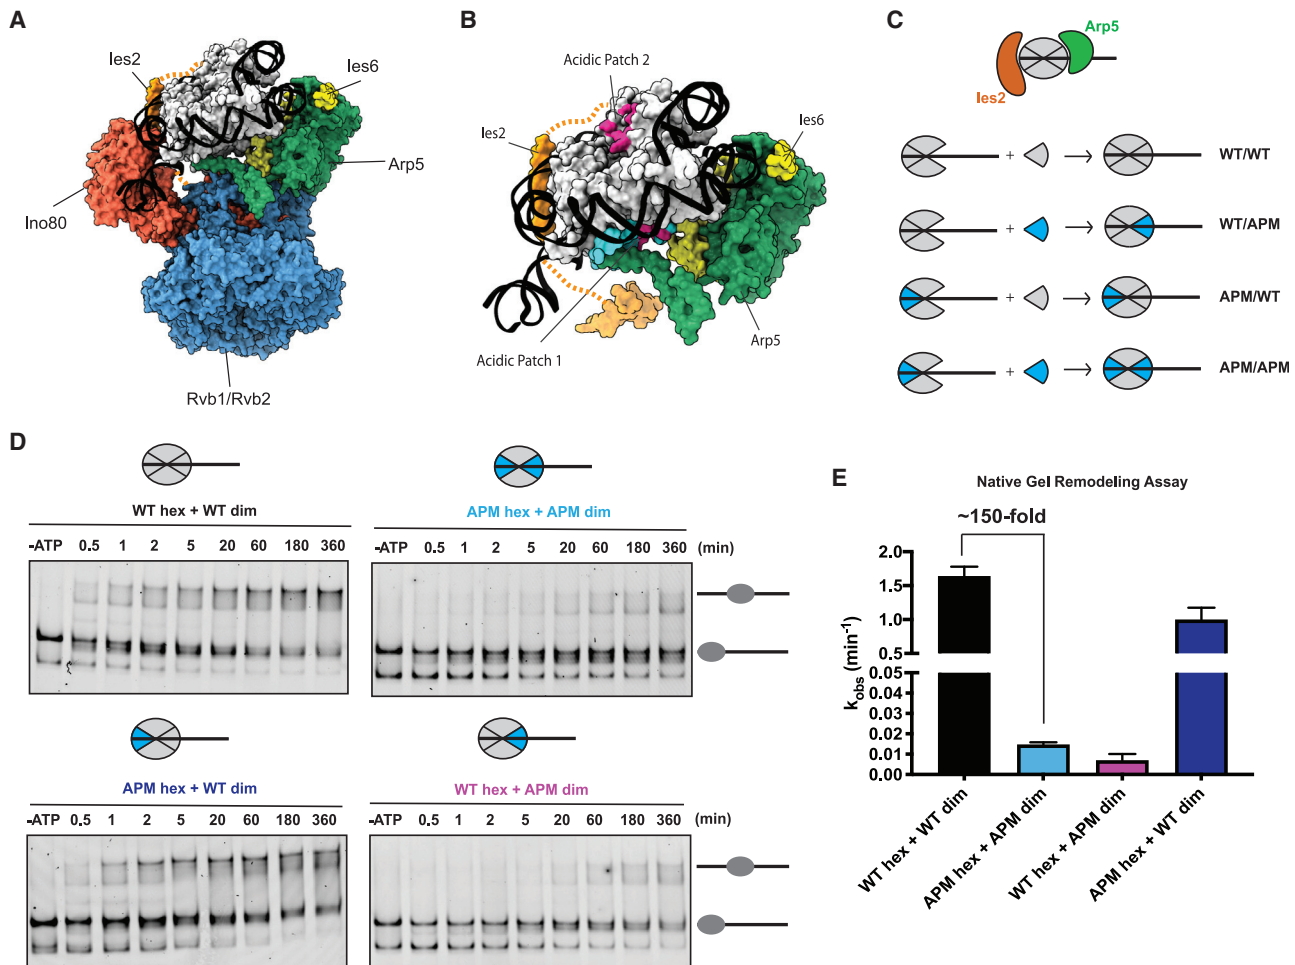 A
Ies2
Ies6
Arp5
Ino80
Rvb1/Rvb2
B
Acidic Patch 2
Ies2
Ies6
Arp5
Acidic Patch 1
C
Arp5
Ies2
+ WT/WT
+ WT/APM
+ APM/WT
+ APM/APM
D
WT hex + WT dim
-ATP 0.5 1 2 5 20 60 180 360
APM hex + APM dim
-ATP 0.5 1 2 5 20 60 180 360 (min)
APM hex + WT dim
-ATP 0.5 1 2 5 20 60 180 360
WT hex + APM dim
-ATP 0.5 1 2 5 20 60 180 360 (min)
E
Native Gel Remodeling Assay
~150-fold
kobs (min-1)
2.0
1.5
1.0
0.5
0.05
0.04
0.03
0.02
0.01
0.00
WT hex + WT dim
APM hex + APM dim
WT hex + APM dim
APM hex + WT dim